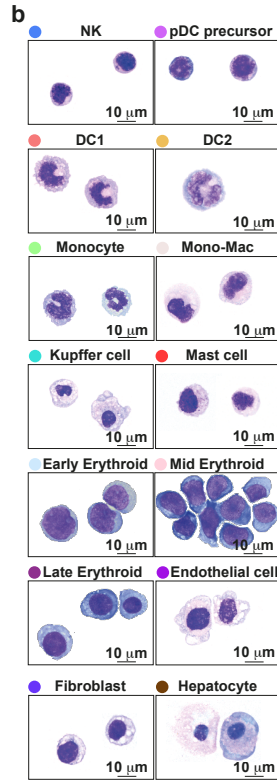 b
NK
pDC precursor
10 μm
10 μm
DC1
DC2
10 μm
10 μm
Monocyte
Mono-Mac
10 μm
10 μm
Kupffer cell
Mast cell
10 μm
10 μm
Early Erythroid
Mid Erythroid
10 μm
10 μm
Late Erythroid
Endothelial cell
10 μm
10 μm
Fibroblast
Hepatocyte
10 μm
10 μm